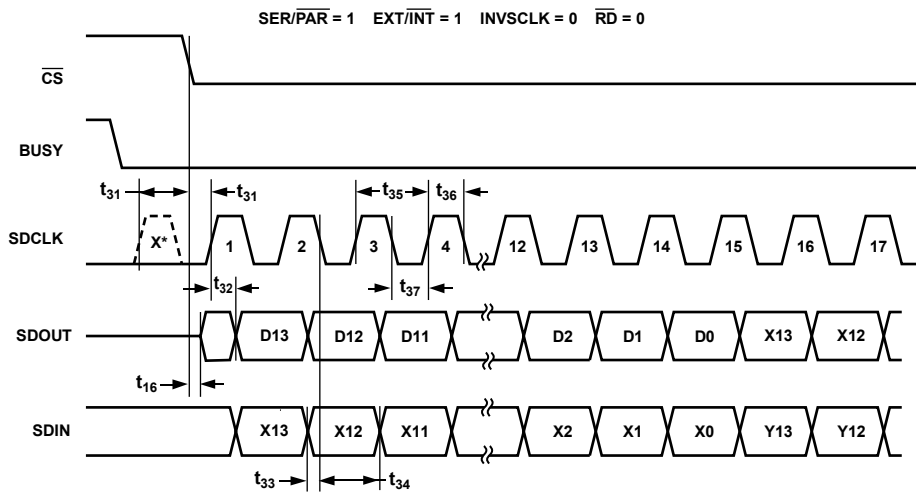 SER/PAR = 1 EXT/INT = 1 INVSCLK = 0 RD = 0
CS
BUSY
t31 t31 t35 t36
SDCLK X* 1 2 3 4 12 13 14 15 16 17
t32 t37
SDOUT D13 D12 D11 D2 D1 D0 X13 X12
t16
SDIN X13 X12 X11 X2 X1 X0 Y13 Y12
t33 t34